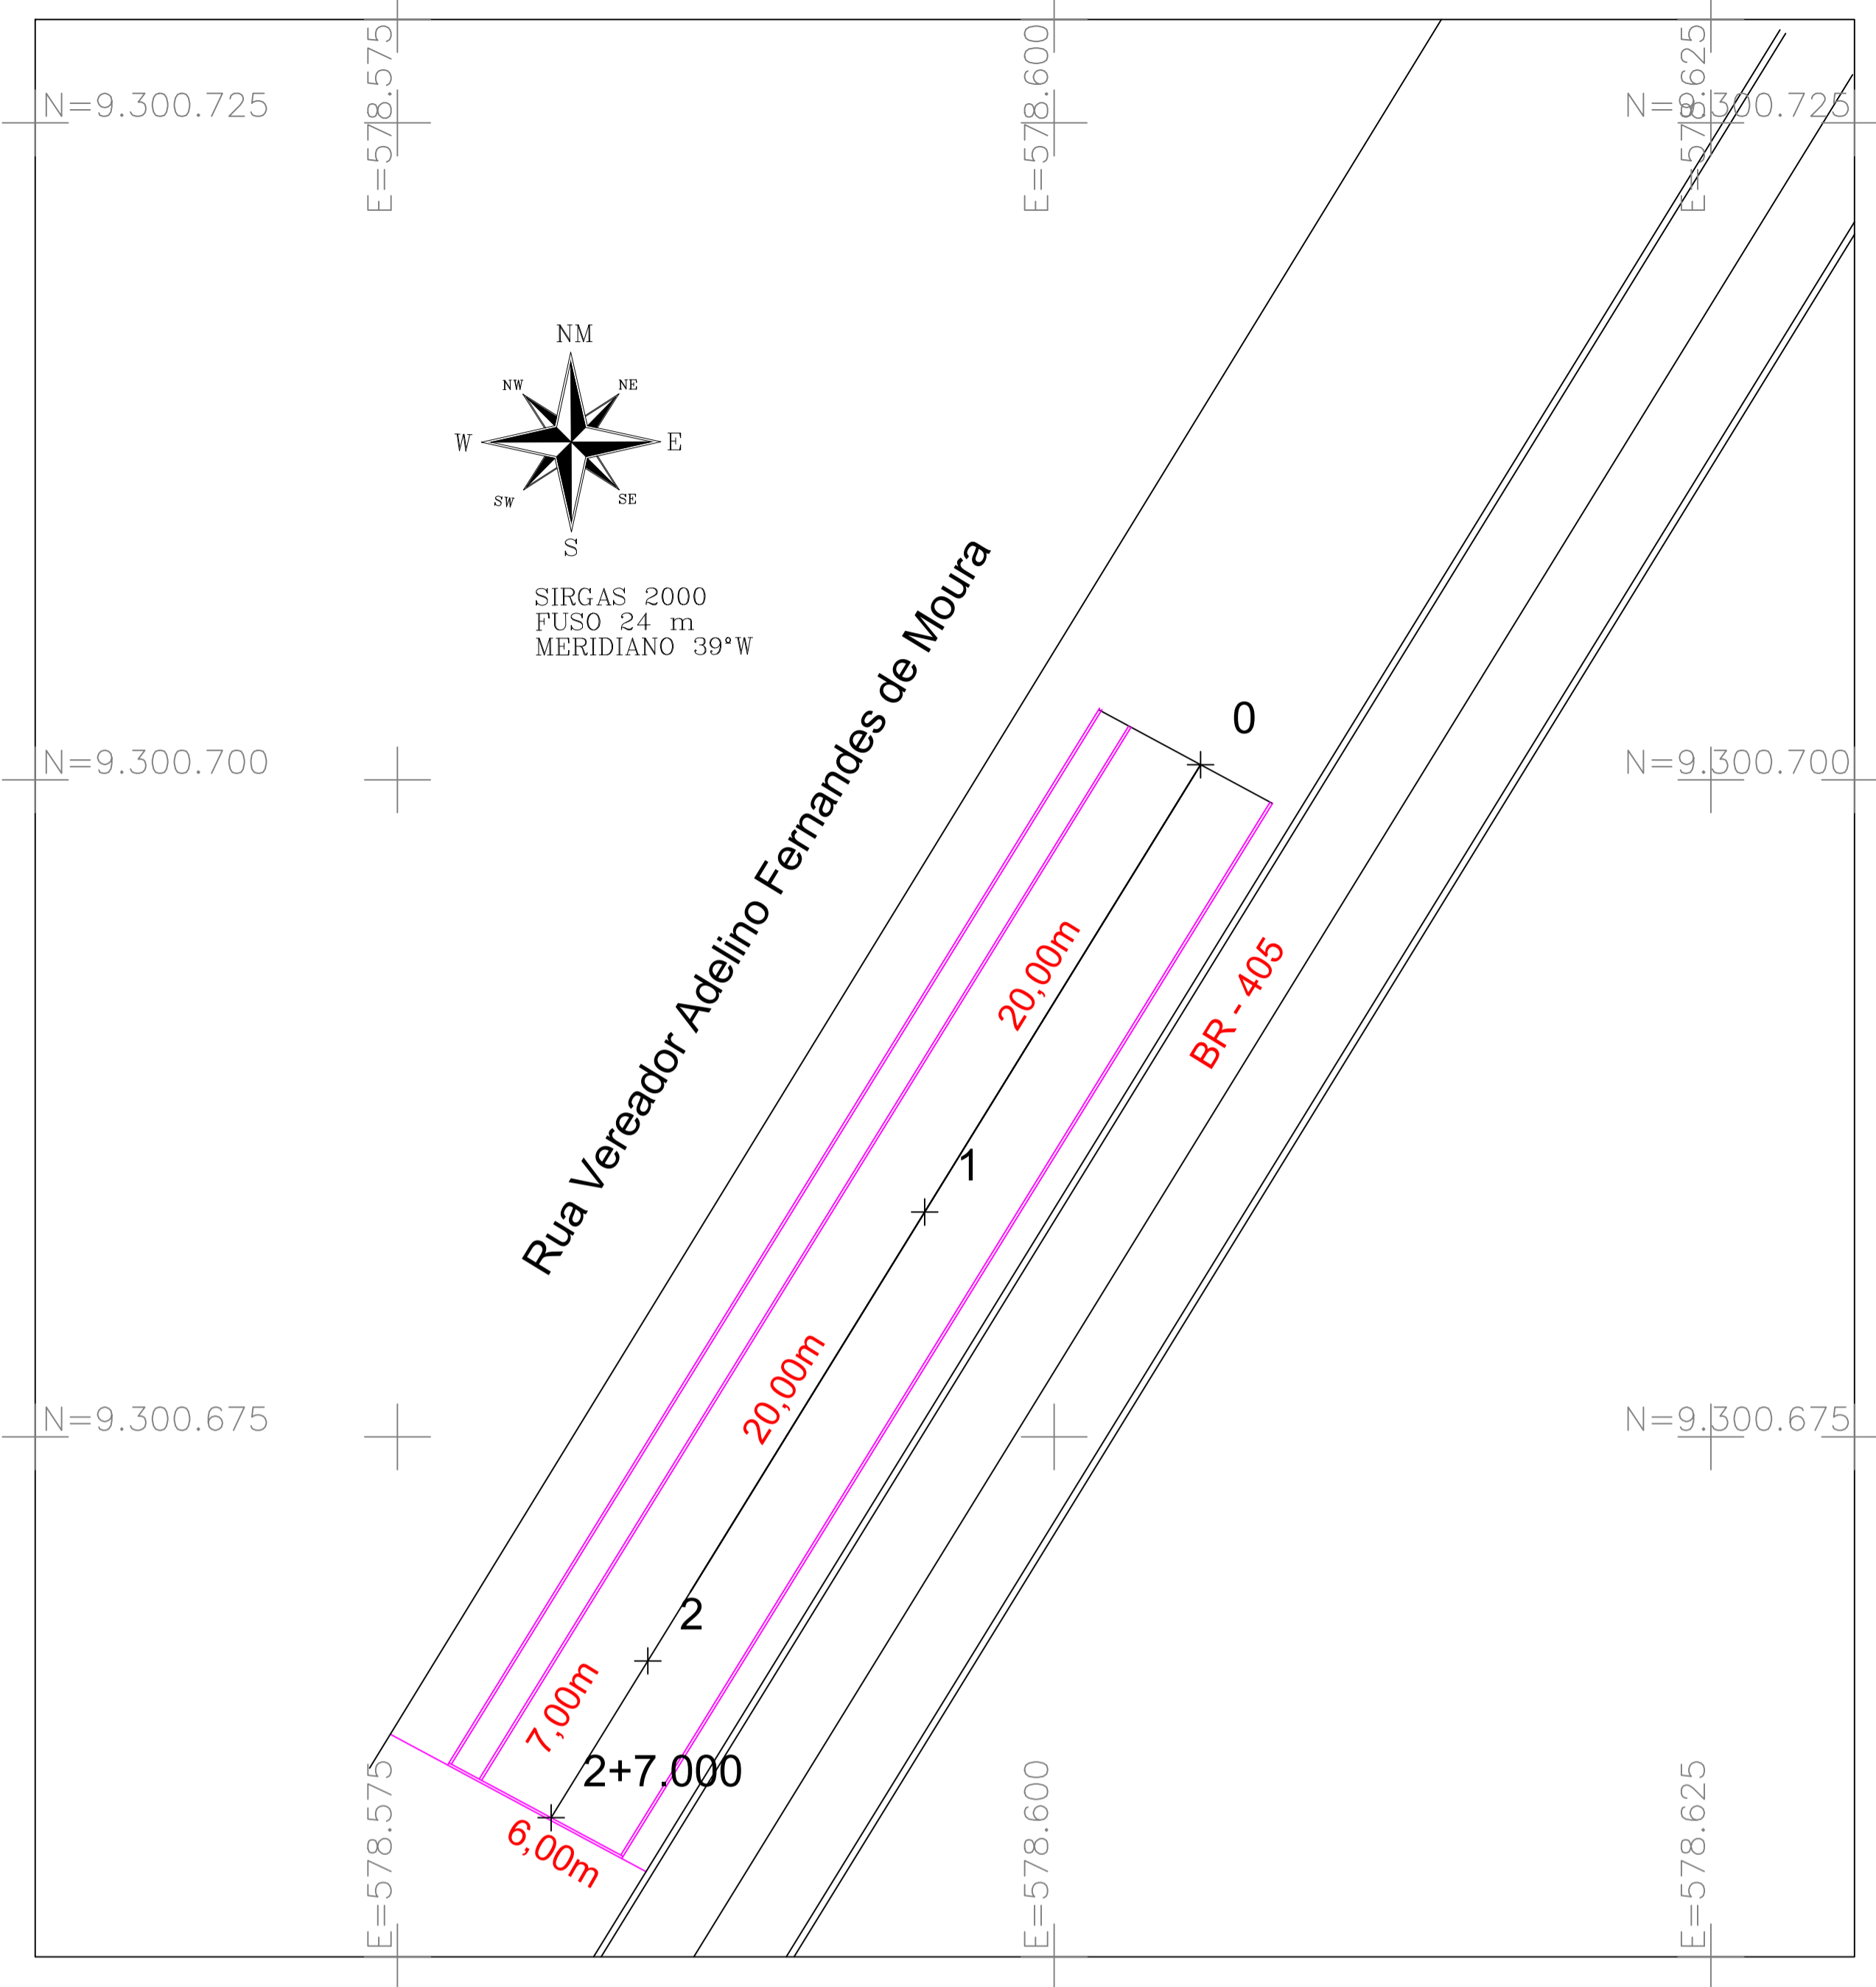 E=578.575
E=578.600
E=578.625
N=9.300.725
N=9.300.725
NM
NW
NE
W
E
SW
SE
S
SIRGAS 2000
FUSO 24 m
MERIDIANO 39°W
Rua Vereador Adelino Fernandes de Moura
0
N=9.300.700
N=9.300.700
20,00m
BR - 405
1
20,00m
N=9.300.675
N=9.300.675
2
7,00m
2+7.000
6,00m
E=578.575
E=578.600
E=578.625